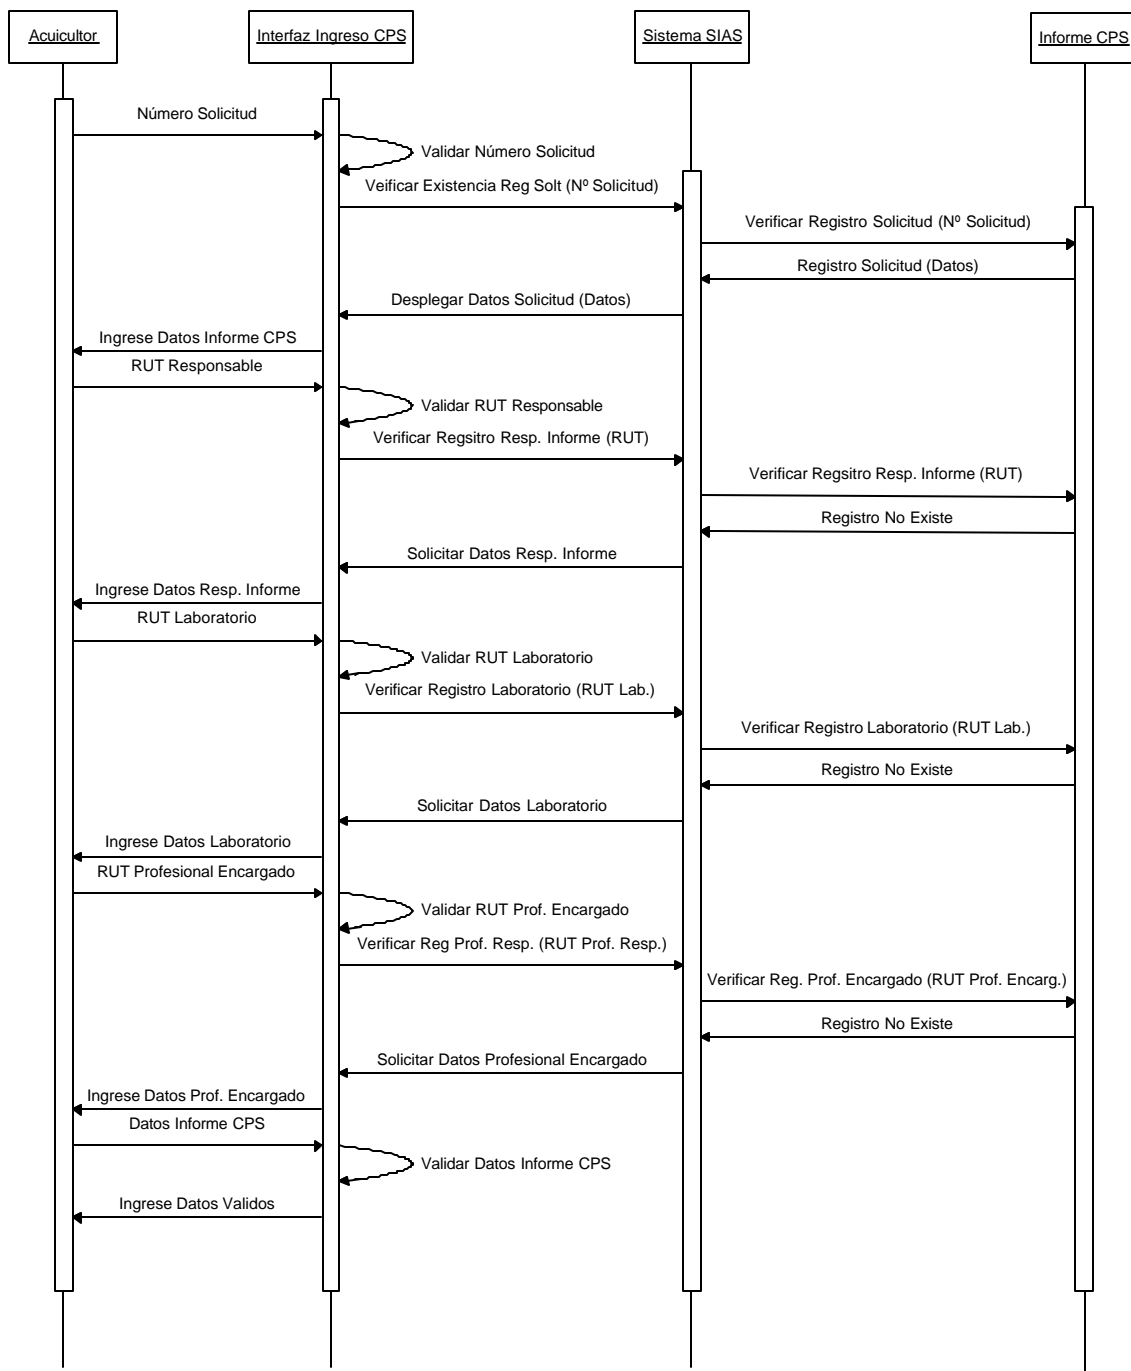 Acuicultor
Interfaz Ingreso CPS
Sistema SIAS
Informe CPS
Número Solicitud
Validar Número Solicitud
Veificar Existencia Reg Solt (Nº Solicitud)
Verificar Registro Solicitud (Nº Solicitud)
Registro Solicitud (Datos)
Desplegar Datos Solicitud (Datos)
Ingrese Datos Informe CPS
RUT Responsable
Validar RUT Responsable
Verificar Regsitro Resp. Informe (RUT)
Verificar Regsitro Resp. Informe (RUT)
Registro No Existe
Solicitar Datos Resp. Informe
Ingrese Datos Resp. Informe
RUT Laboratorio
Validar RUT Laboratorio
Verificar Registro Laboratorio (RUT Lab.)
Verificar Registro Laboratorio (RUT Lab.)
Registro No Existe
Solicitar Datos Laboratorio
Ingrese Datos Laboratorio
RUT Profesional Encargado
Validar RUT Prof. Encargado
Verificar Reg Prof. Resp. (RUT Prof. Resp.)
Verificar Reg. Prof. Encargado (RUT Prof. Encarg.)
Registro No Existe
Solicitar Datos Profesional Encargado
Ingrese Datos Prof. Encargado
Datos Informe CPS
Validar Datos Informe CPS
Ingrese Datos Validos